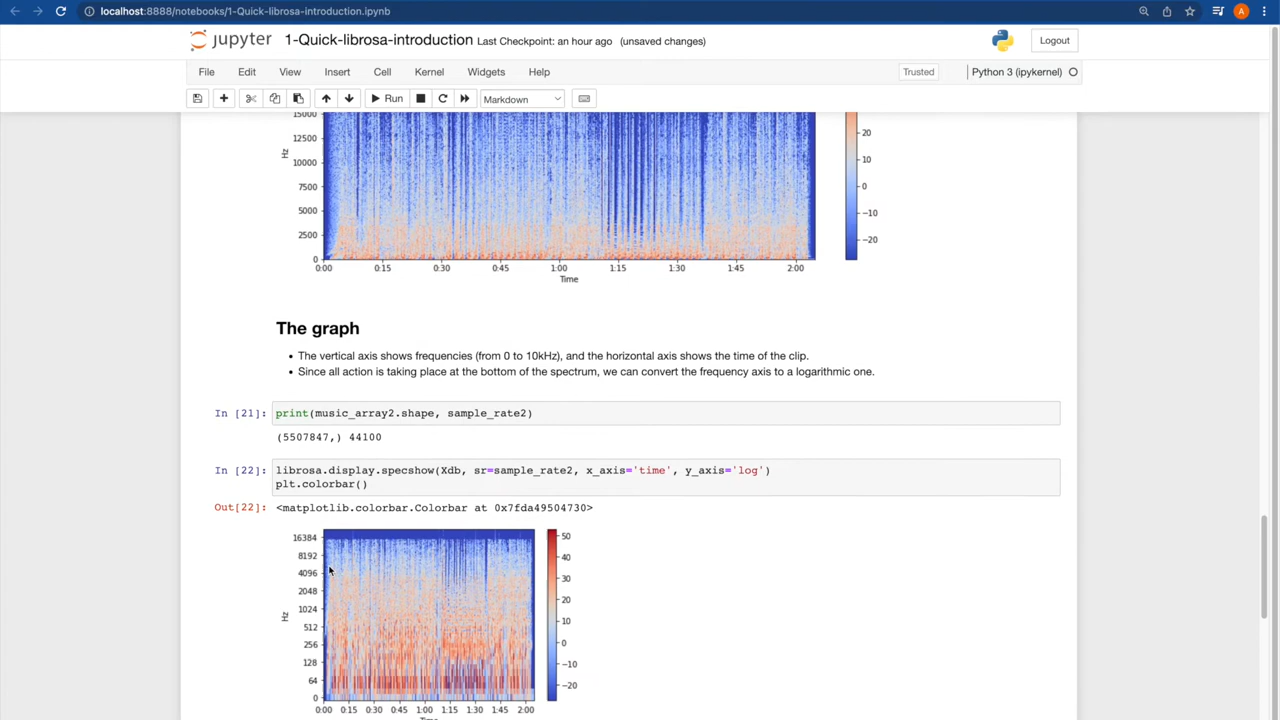 localhost:8888/notebooks/1-Quick-librosa-introduction.ipynb
A
jupyter 1-Quick-librosa-introduction Last Checkpoint: an hour ago (unsaved changes)
Logout
File Edit View Insert Cell Kernel Widgets Help
Trusted
Python 3 (ipykernel)
Run
Markdown
15000
12500
10000
7500
5000
2500
0
Hz
0:00 0:15 0:30 0:45 1:00 1:15 1:30 1:45 2:00
Time
20
10
0
−10
−20
The graph
• The vertical axis shows frequencies (from 0 to 10kHz), and the horizontal axis shows the time of the clip.
• Since all action is taking place at the bottom of the spectrum, we can convert the frequency axis to a logarithmic one.
In [21]: print(music_array2.shape, sample_rate2)
(5507847,) 44100
In [22]: librosa.display.specshow(Xdb, sr=sample_rate2, x_axis='time', y_axis='log')
plt.colorbar()
Out[22]: <matplotlib.colorbar.Colorbar at 0x7fda49504730>
16384
8192
4096
2048
1024
512
256
128
64
0
Hz
0:00 0:15 0:30 0:45 1:00 1:15 1:30 1:45 2:00
Time
50
40
30
20
10
0
−10
−20